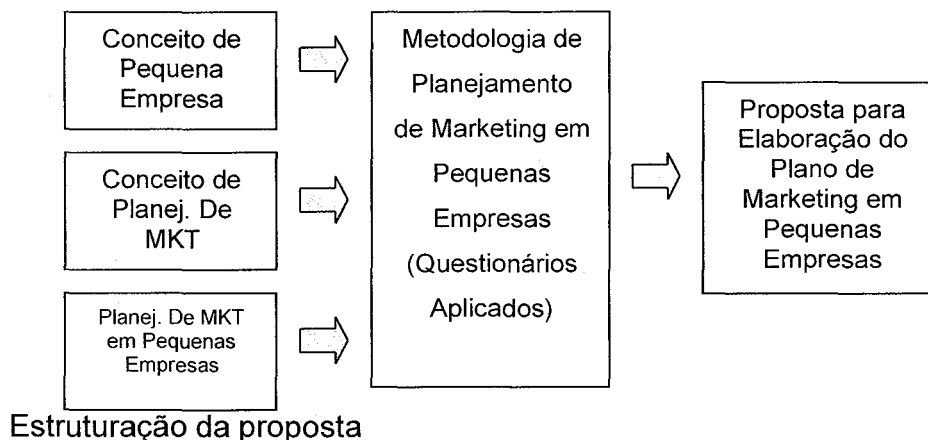 Conceito de
Pequena
Empresa
Conceito de
Planej. De
MKT
Planej. De MKT
em Pequenas
Empresas
Metodologia de
Planejamento
de Marketing em
Pequenas
Empresas
(Questionários
Aplicados)
Proposta para
Elaboração do
Plano de
Marketing em
Pequenas
Empresas
Estruturação da proposta